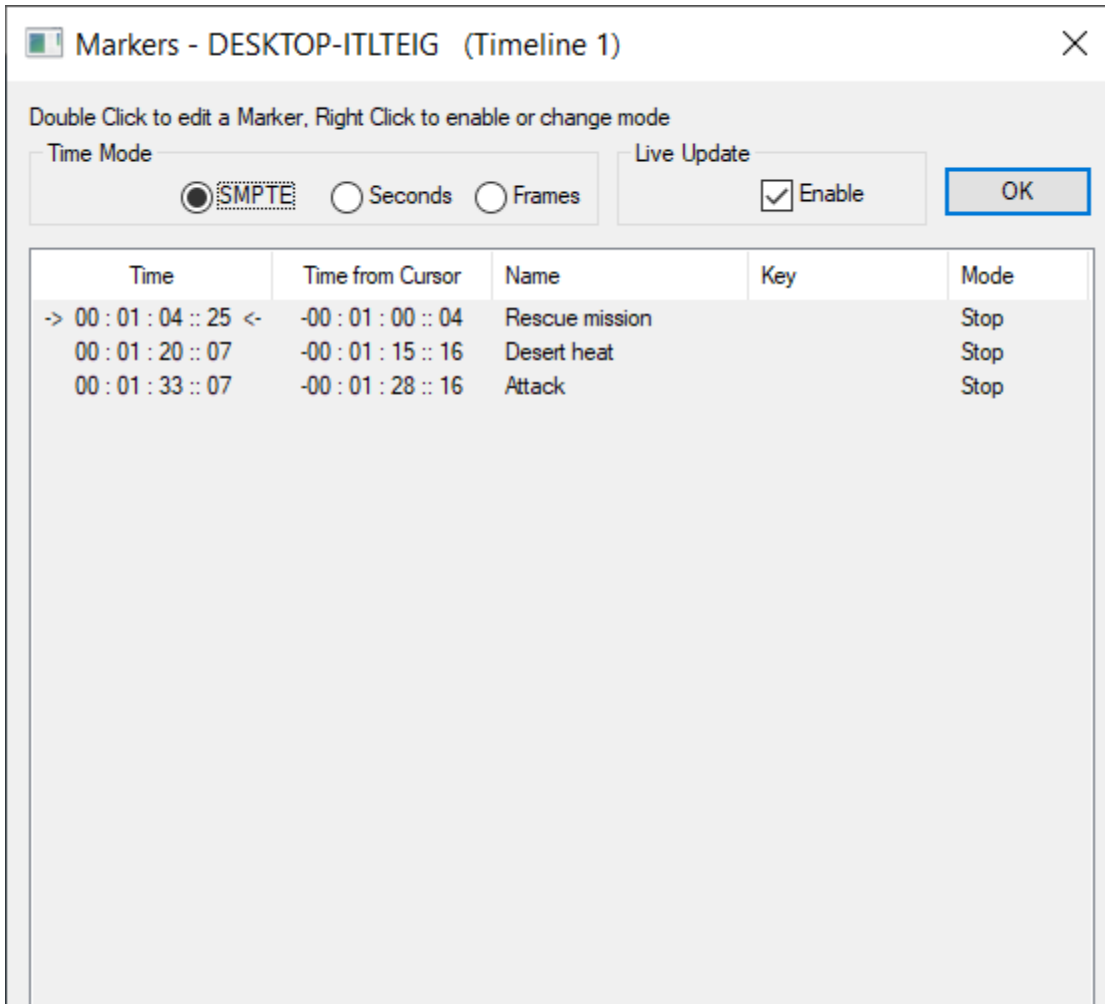 Markers - DESKTOP-ITLTEIG (Timeline 1)
Double Click to edit a Marker, Right Click to enable or change mode
Time Mode Live Update
SMPTE Seconds Frames Enable OK
Time Time from Cursor Name Key Mode
-> 00 : 01 : 04 :: 25 <- -00 : 01 : 00 :: 04 Rescue mission Stop
00 : 01 : 20 :: 07 -00 : 01 : 15 :: 16 Desert heat Stop
00 : 01 : 33 :: 07 -00 : 01 : 28 :: 16 Attack Stop